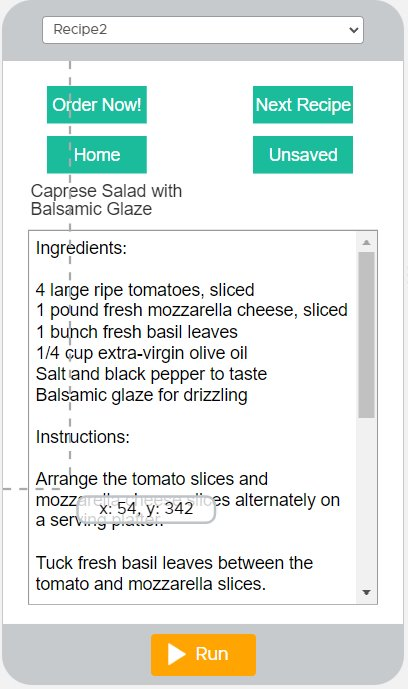 Recipe2
Order Now!
Next Recipe
Home
Unsaved
Caprese Salad with
Balsamic Glaze
Ingredients:
4 large ripe tomatoes, sliced
1 pound fresh mozzarella cheese, sliced
1 bunch fresh basil leaves
1/4 cup extra-virgin olive oil
Salt and black pepper to taste
Balsamic glaze for drizzling
Instructions:
Arrange the tomato slices and
mozzarella cheese slices alternately on
a serving platter.
x: 54, y: 342
Tuck fresh basil leaves between the
tomato and mozzarella slices.
Run